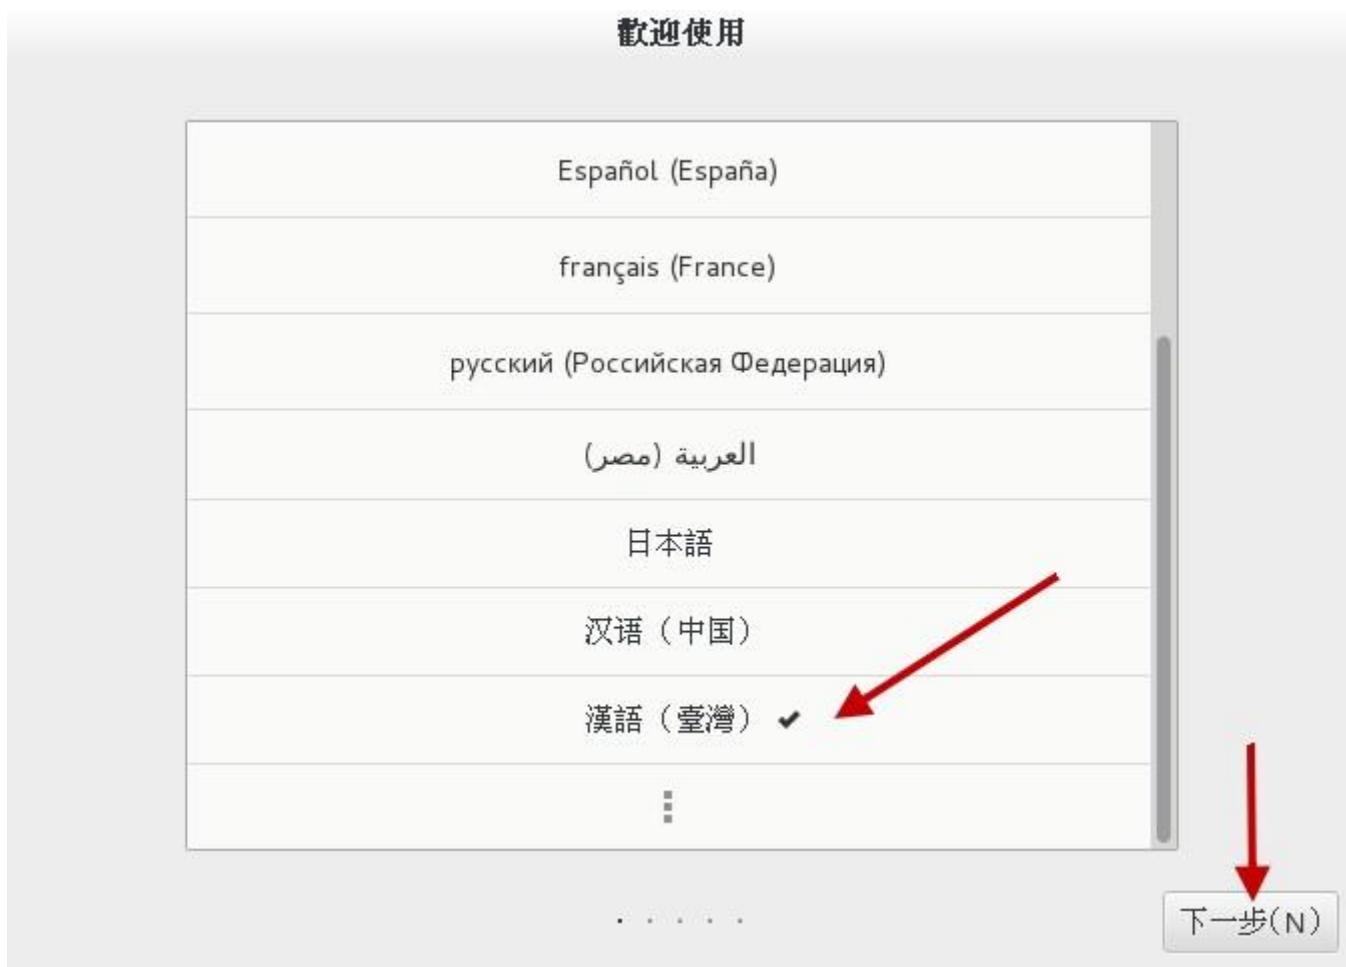 歡迎使用
Español (España)
français (France)
русский (Российская Федерация)
العربية (مصر)
日本語
汉语（中国）
漢語（臺灣）
下一步(N)